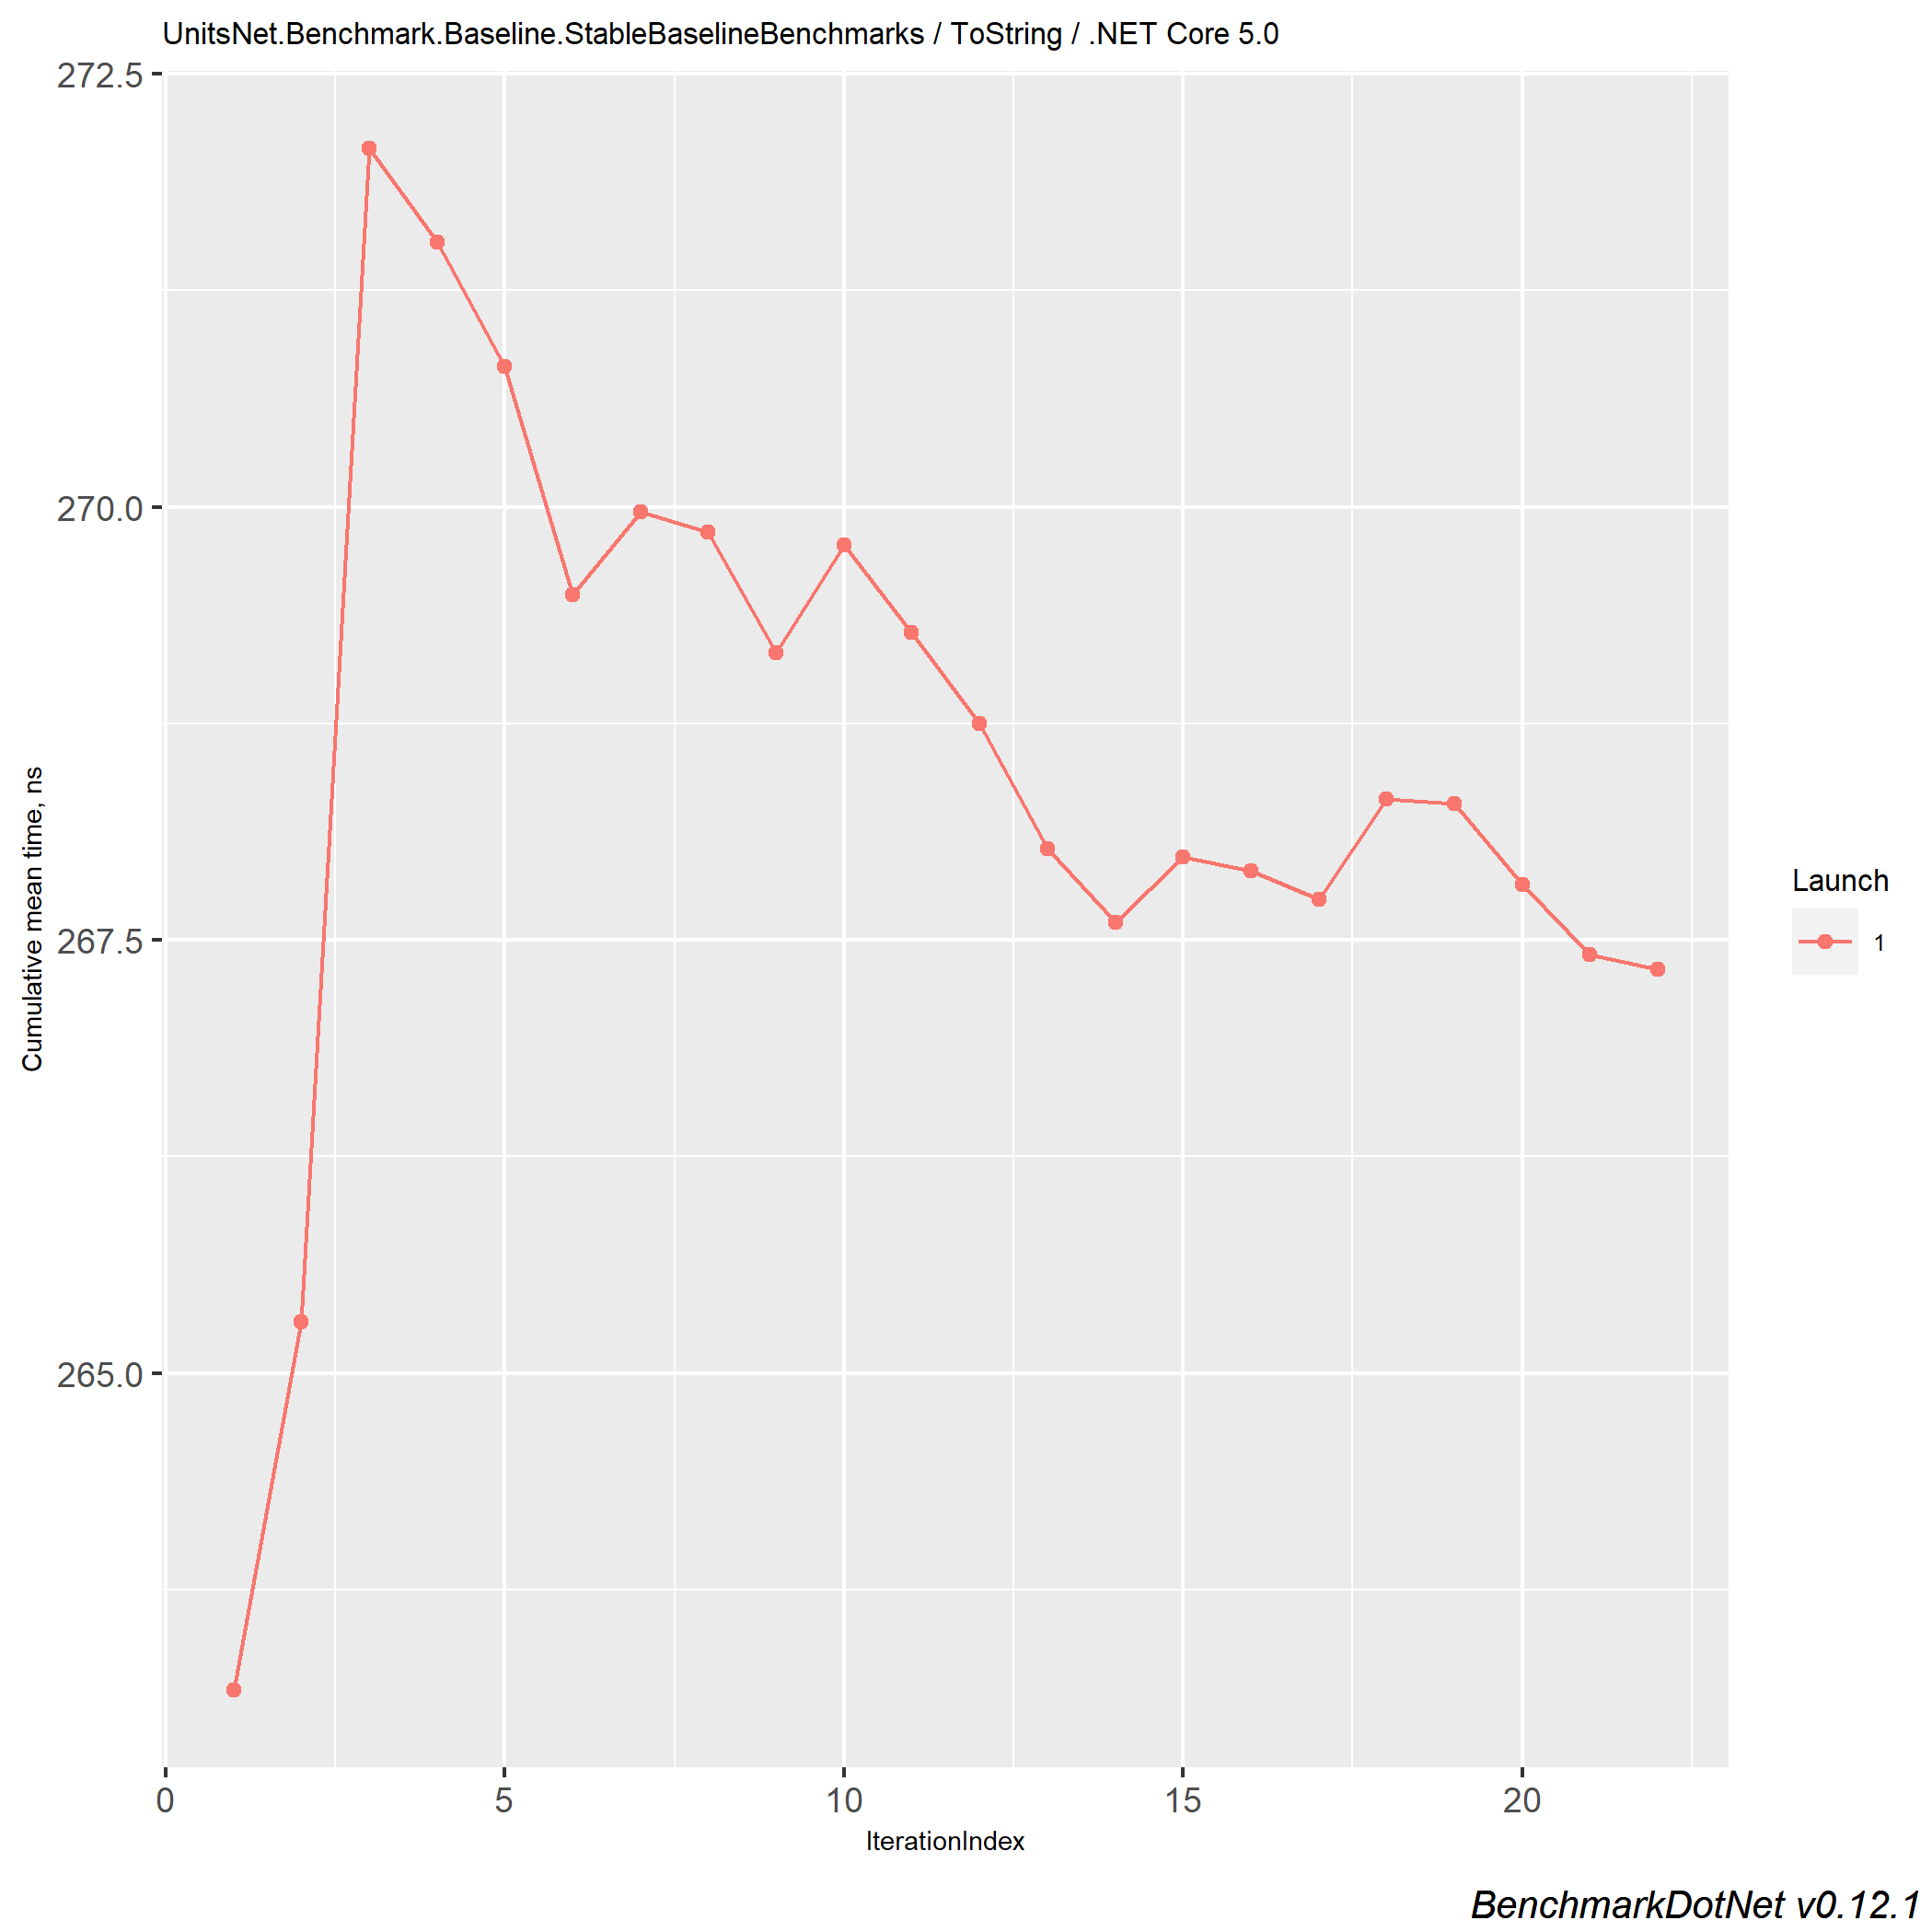 UnitsNet.Benchmark.Baseline.StableBaselineBenchmarks / ToString / .NET Core 5.0
272.5
270.0
267.5
265.0
Cumulative mean time, ns
0 5 10 15 20
IterationIndex
Launch
1
BenchmarkDotNet v0.12.1